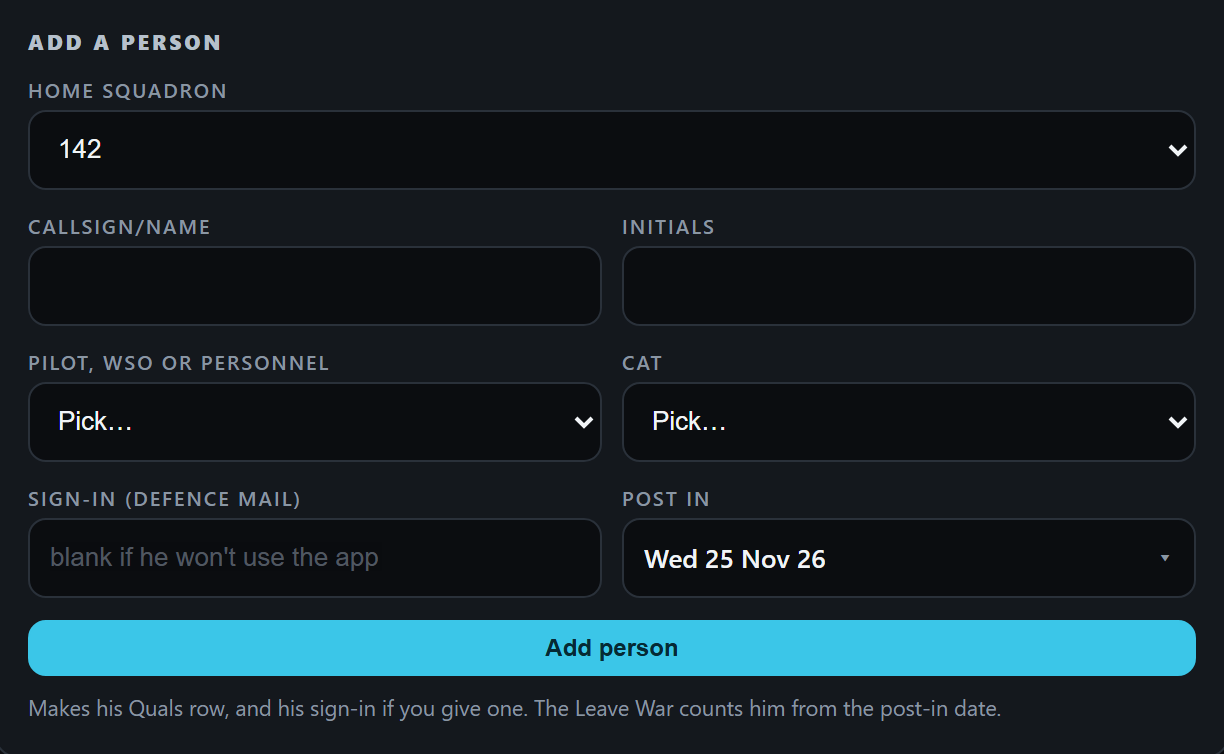 ADD A PERSON
HOME SQUADRON
142
CALLSIGN/NAME
INITIALS
PILOT, WSO OR PERSONNEL
CAT
Pick…
Pick…
SIGN-IN (DEFENCE MAIL)
POST IN
blank if he won't use the app
Wed 25 Nov 26
Add person
Makes his Quals row, and his sign-in if you give one. The Leave War counts him from the post-in date.